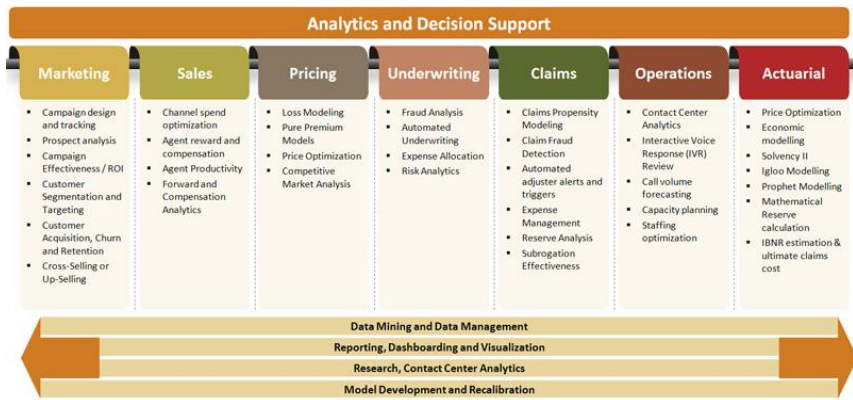 Analytics and Decision Support
Marketing
Campaign design
and tracking
Prospect analysis
Campaign
Effectiveness / ROI
Customer
Segmentation and
Targeting
Customer
Acquisition, Churn
and Retention
Cross-Selling or
Up-Selling
Sales
Channel spend
optimization
Agent reward and
compensation
Agent Productivity
Forward and
Compensation
Analytics
Pricing
Loss Modeling
Pure Premium
Models
Price Optimization
Competitive
Market Analysis
Underwriting
Fraud Analysis
Automated
Underwriting
Expense Allocation
Risk Analytics
Claims
Claims Propensity
Modeling
Claim Fraud
Detection
Automated
adjuster alerts and
triggers
Expense
Management
Reserve Analysis
Subrogation
Effectiveness
Operations
Contact Center
Analytics
Interactive Voice
Response (IVR)
Review
Call volume
forecasting
Capacity planning
Staffing
optimization
Actuarial
Price Optimization
Economic
modelling
Solvency II
Igloo Modelling
Prophet Modelling
Mathematical
Reserve
calculation
IBNR estimation &
ultimate claims
cost
Data Mining and Data Management
Reporting, Dashboarding and Visualization
Research, Contact Center Analytics
Model Development and Recalibration